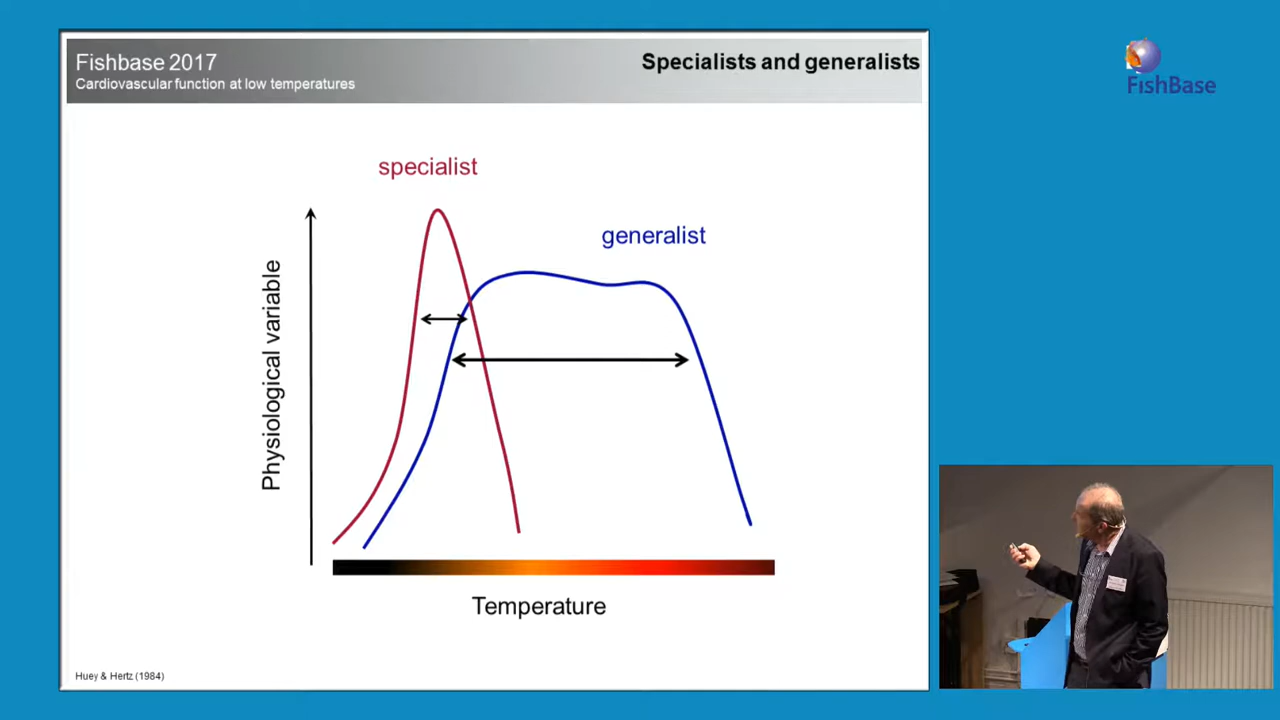 Fishbase 2017
Cardiovascular function at low temperatures
Specialists and generalists
FishBase
specialist
generalist
Physiological variable
Temperature
Huey & Hertz (1984)